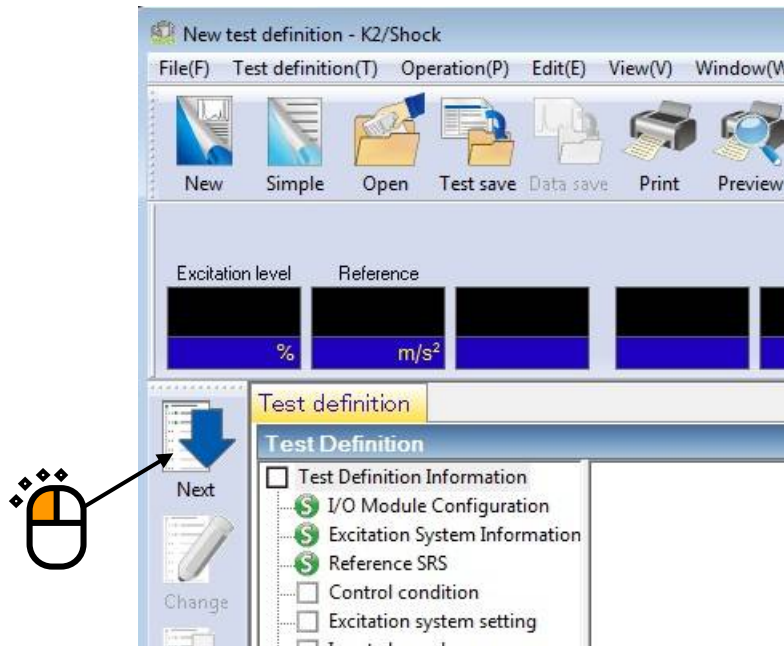 New test definition - K2/Shock
File(F) Test definition(T) Operation(P) Edit(E) View(V) Window(W
New Simple Open Test save Data save Print Preview
Excitation level Reference
% m/s²
Test definition
Test Definition
Next
Change
Test Definition Information
S I/O Module Configuration
S Excitation System Information
S Reference SRS
Control condition
Excitation system setting